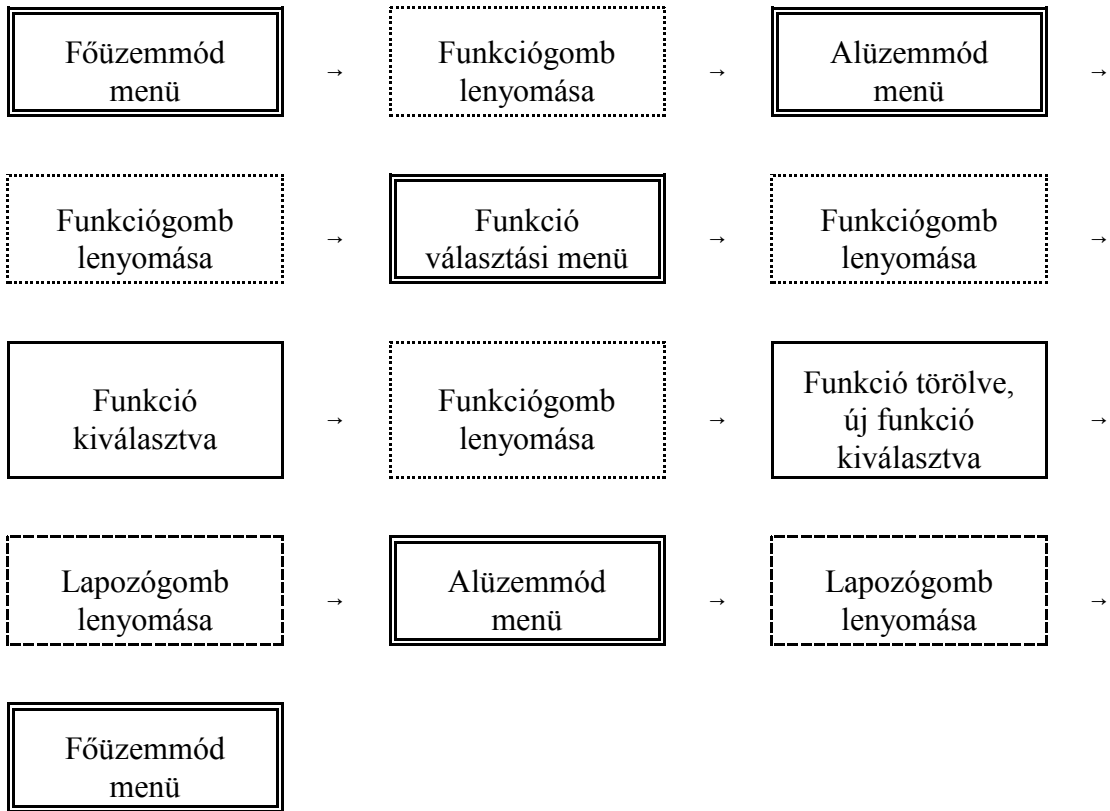 Főüzemmód
menü
→
Funkciógomb
lenyomása
→
Alüzemmód
menü
→
Funkciógomb
lenyomása
→
Funkció
választási menü
→
Funkciógomb
lenyomása
→
Funkció
kiválasztva
→
Funkciógomb
lenyomása
→
Funkció törölve,
új funkció
kiválasztva
→
Lapozógomb
lenyomása
→
Alüzemmód
menü
→
Lapozógomb
lenyomása
→
Főüzemmód
menü